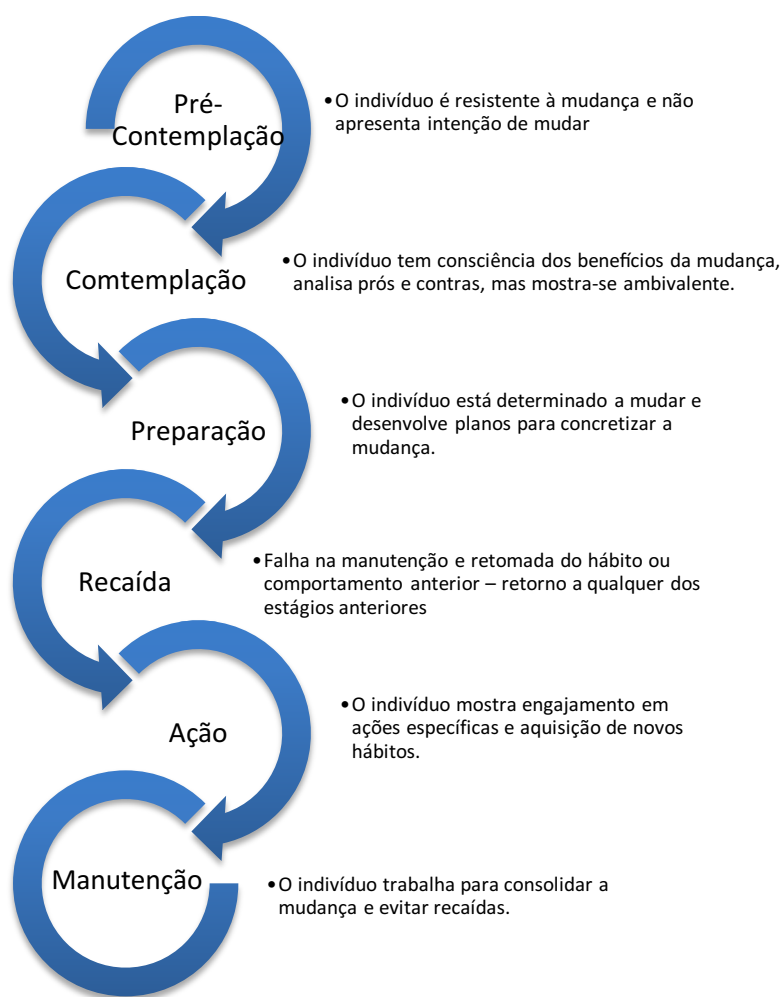 Pré-
Contemplação
•O indivíduo é resistente à mudança e não
apresenta intenção de mudar
Comtemplação
•O indivíduo tem consciência dos benefícios da mudança,
analisa prós e contras, mas mostra-se ambivalente.
Preparação
•O indivíduo está determinado a mudar e
desenvolve planos para concretizar a
mudança.
Recaída
•Falha na manutenção e retomada do hábito ou
comportamento anterior – retorno a qualquer dos
estágios anteriores
Ação
•O indivíduo mostra engajamento em
ações específicas e aquisição de novos
hábitos.
Manutenção
•O indivíduo trabalha para consolidar a
mudança e evitar recaídas.